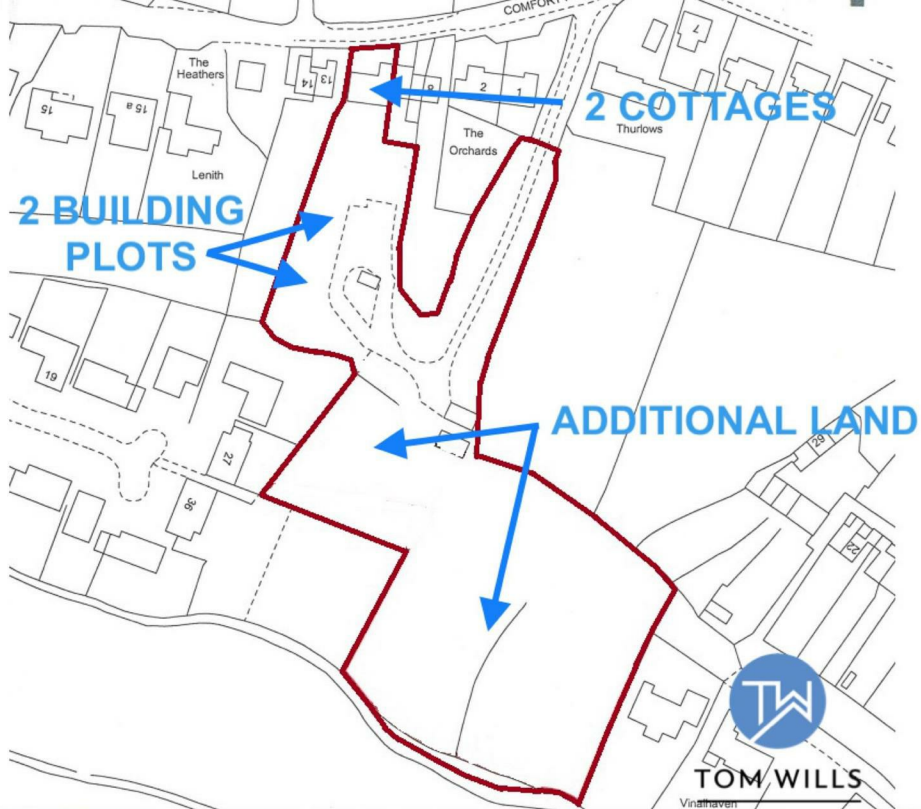 COMFORT
The
Heathers
14
13
8
2
1
7
2 COTTAGES
15
15 a
The
Orchards
Thurlows
Lenith
2 BUILDING
PLOTS
19
ADDITIONAL LAND
27
29
36
22
TW
TOM WILLS
Vinalhaven